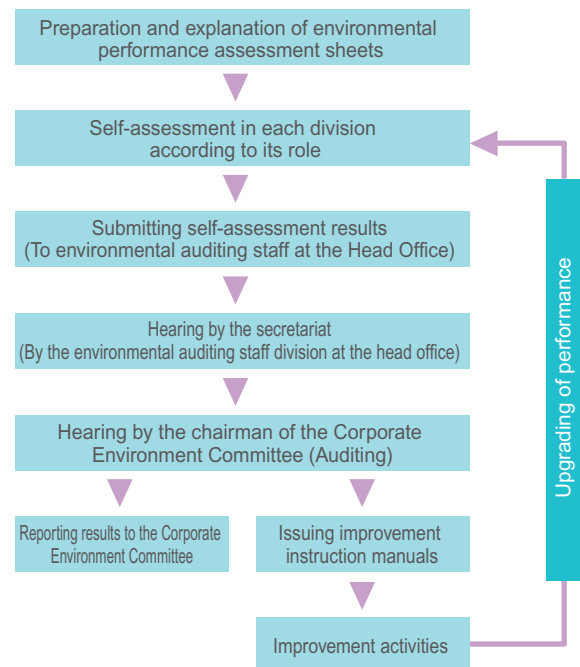 Preparation and explanation of environmental
performance assessment sheets
Self-assessment in each division
according to its role
Submitting self-assessment results
(To environmental auditing staff at the Head Office)
Hearing by the secretariat
(By the environmental auditing staff division at the head office)
Hearing by the chairman of the Corporate
Environment Committee (Auditing)
Reporting results to the Corporate
Environment Committee
Issuing improvement
instruction manuals
Improvement activities
Upgrading of performance